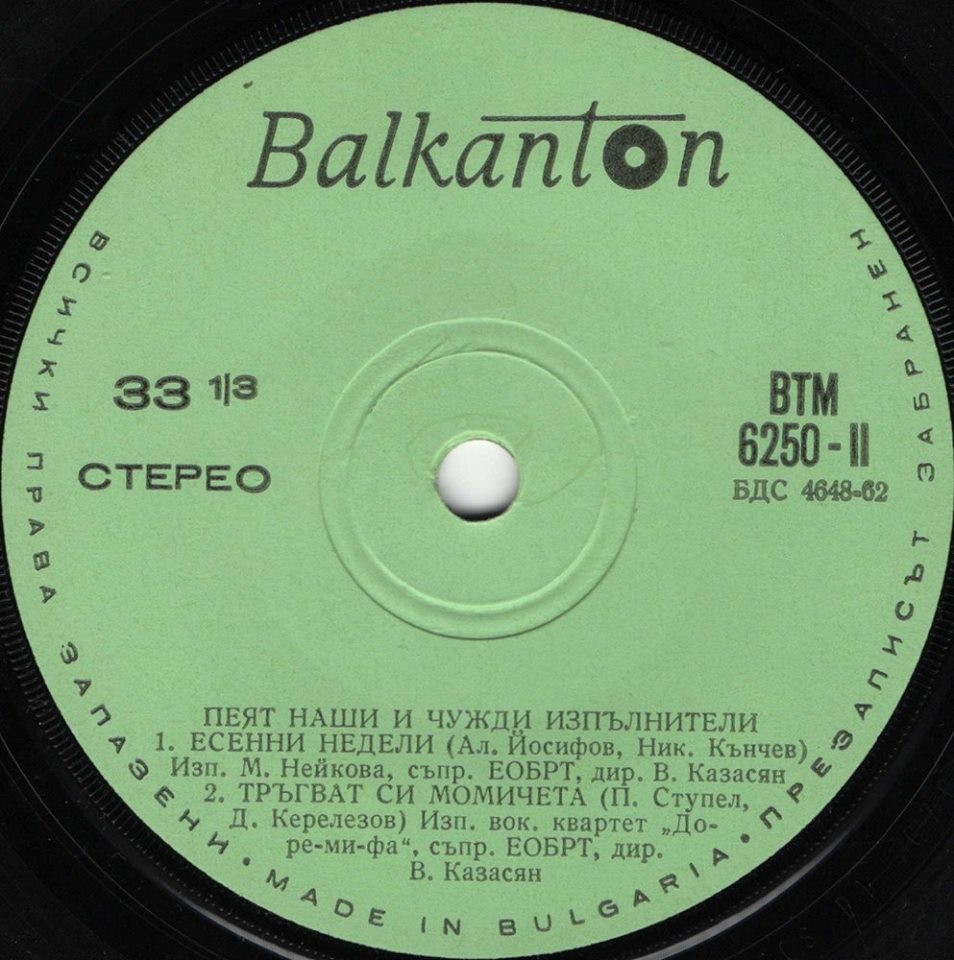 Balkanton
33 1/3
СТЕРЕО
ВТМ
6250-II
БДС 4648-62
ПЕЯТ НАШИ И ЧУЖДИ ИЗПЪЛНИТЕЛИ
1. ЕСЕННИ НЕДЕЛИ (Ал. Йосифов, Ник. Кънчев)
Изп. М. Нейкова, съпр. ЕОБРТ, дир. В. Казасян
2. ТРЪГВАТ СИ МОМИЧЕТА (П. Ступел,
Д. Керелезов) Изп. вок. квартет „До-
ре-ми-фа“, съпр. ЕОБРТ, дир.
В. Казасян
ВСИЧКИ ПРАВА ЗАПАЗЕНИ • MADE IN BULGARIA • ПРЕЗАПИСЪТ ЗАБРАНЕН